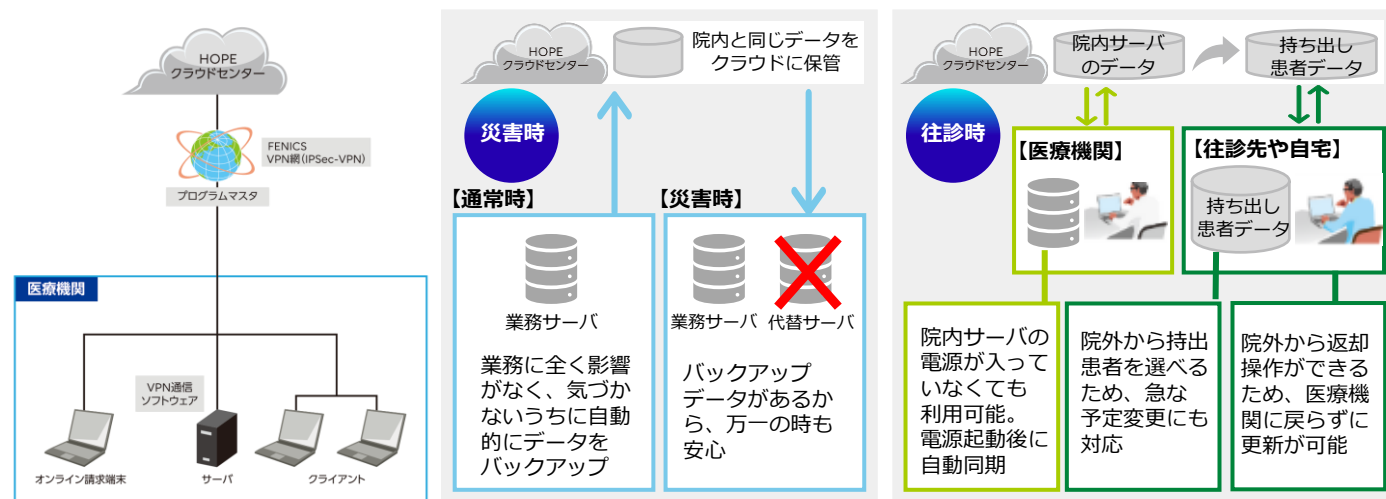 HOPE
クラウドセンター
FENICS
VPN網(IPSec-VPN)
プログラムマスタ
医療機関
VPN通信
ソフトウェア
オンライン請求端末
サーバ
クライアント
HOPE
クラウドセンター
院内と同じデータを
クラウドに保管
災害時
【通常時】
業務サーバ
業務に全く影響
がなく、気づか
ないうちに自動
的にデータを
バックアップ
【災害時】
業務サーバ
代替サーバ
バックアップ
データがあるか
ら、万一の時も
安心
HOPE
クラウドセンター
院内サーバ
のデータ
持ち出し
患者データ
往診時
【医療機関】
【往診先や自宅】
持ち出し
患者データ
院内サーバの
電源が入って
いなくても
利用可能。
電源起動後に
自動同期
院外から持出
患者を選べる
ため、急な
予定変更にも
対応
院外から返却
操作ができる
ため、医療機
関に戻らずに
更新が可能